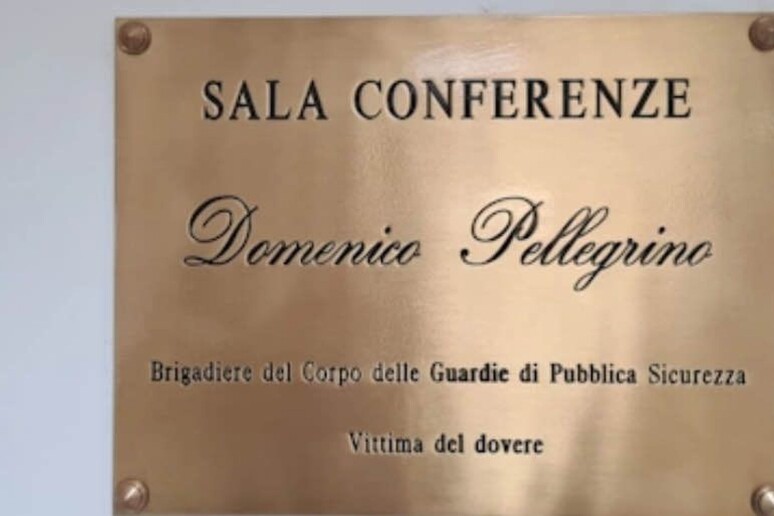 SALA CONFERENZE
Domenico Pellegrino
Brigadiere del Corpo delle Guardie di Pubblica Sicurezza
Vittima del dovere